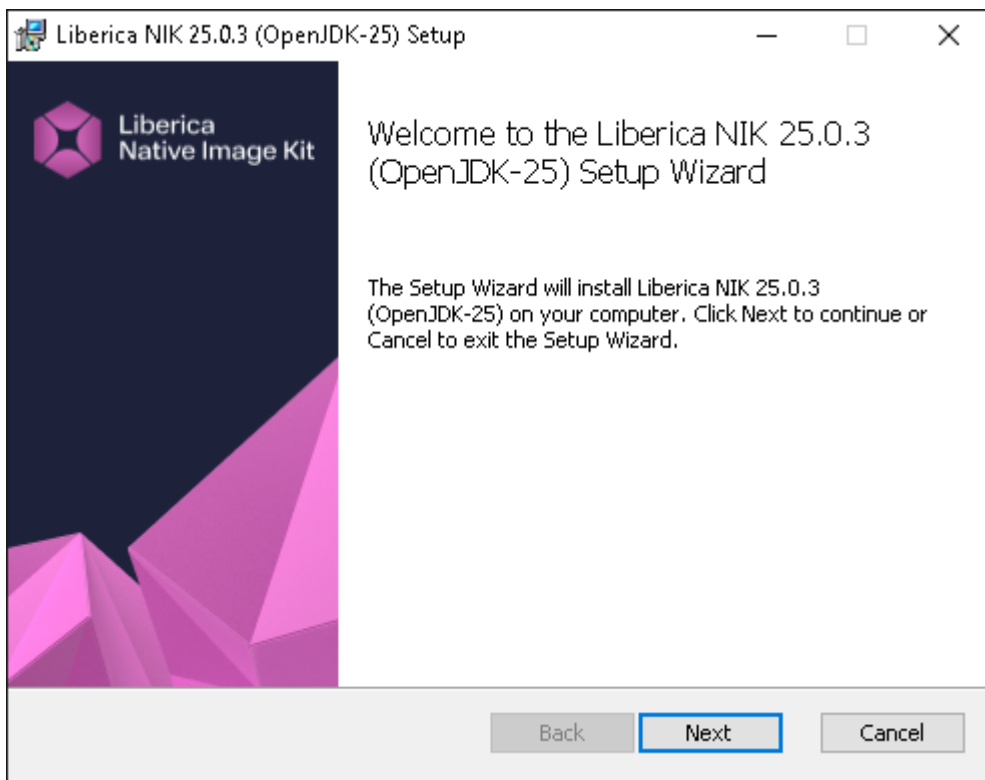 Liberica NIK 25.0.3 (OpenJDK-25) Setup
Liberica
Native Image Kit
Welcome to the Liberica NIK 25.0.3
(OpenJDK-25) Setup Wizard
The Setup Wizard will install Liberica NIK 25.0.3
(OpenJDK-25) on your computer. Click Next to continue or
Cancel to exit the Setup Wizard.
Back
Next
Cancel